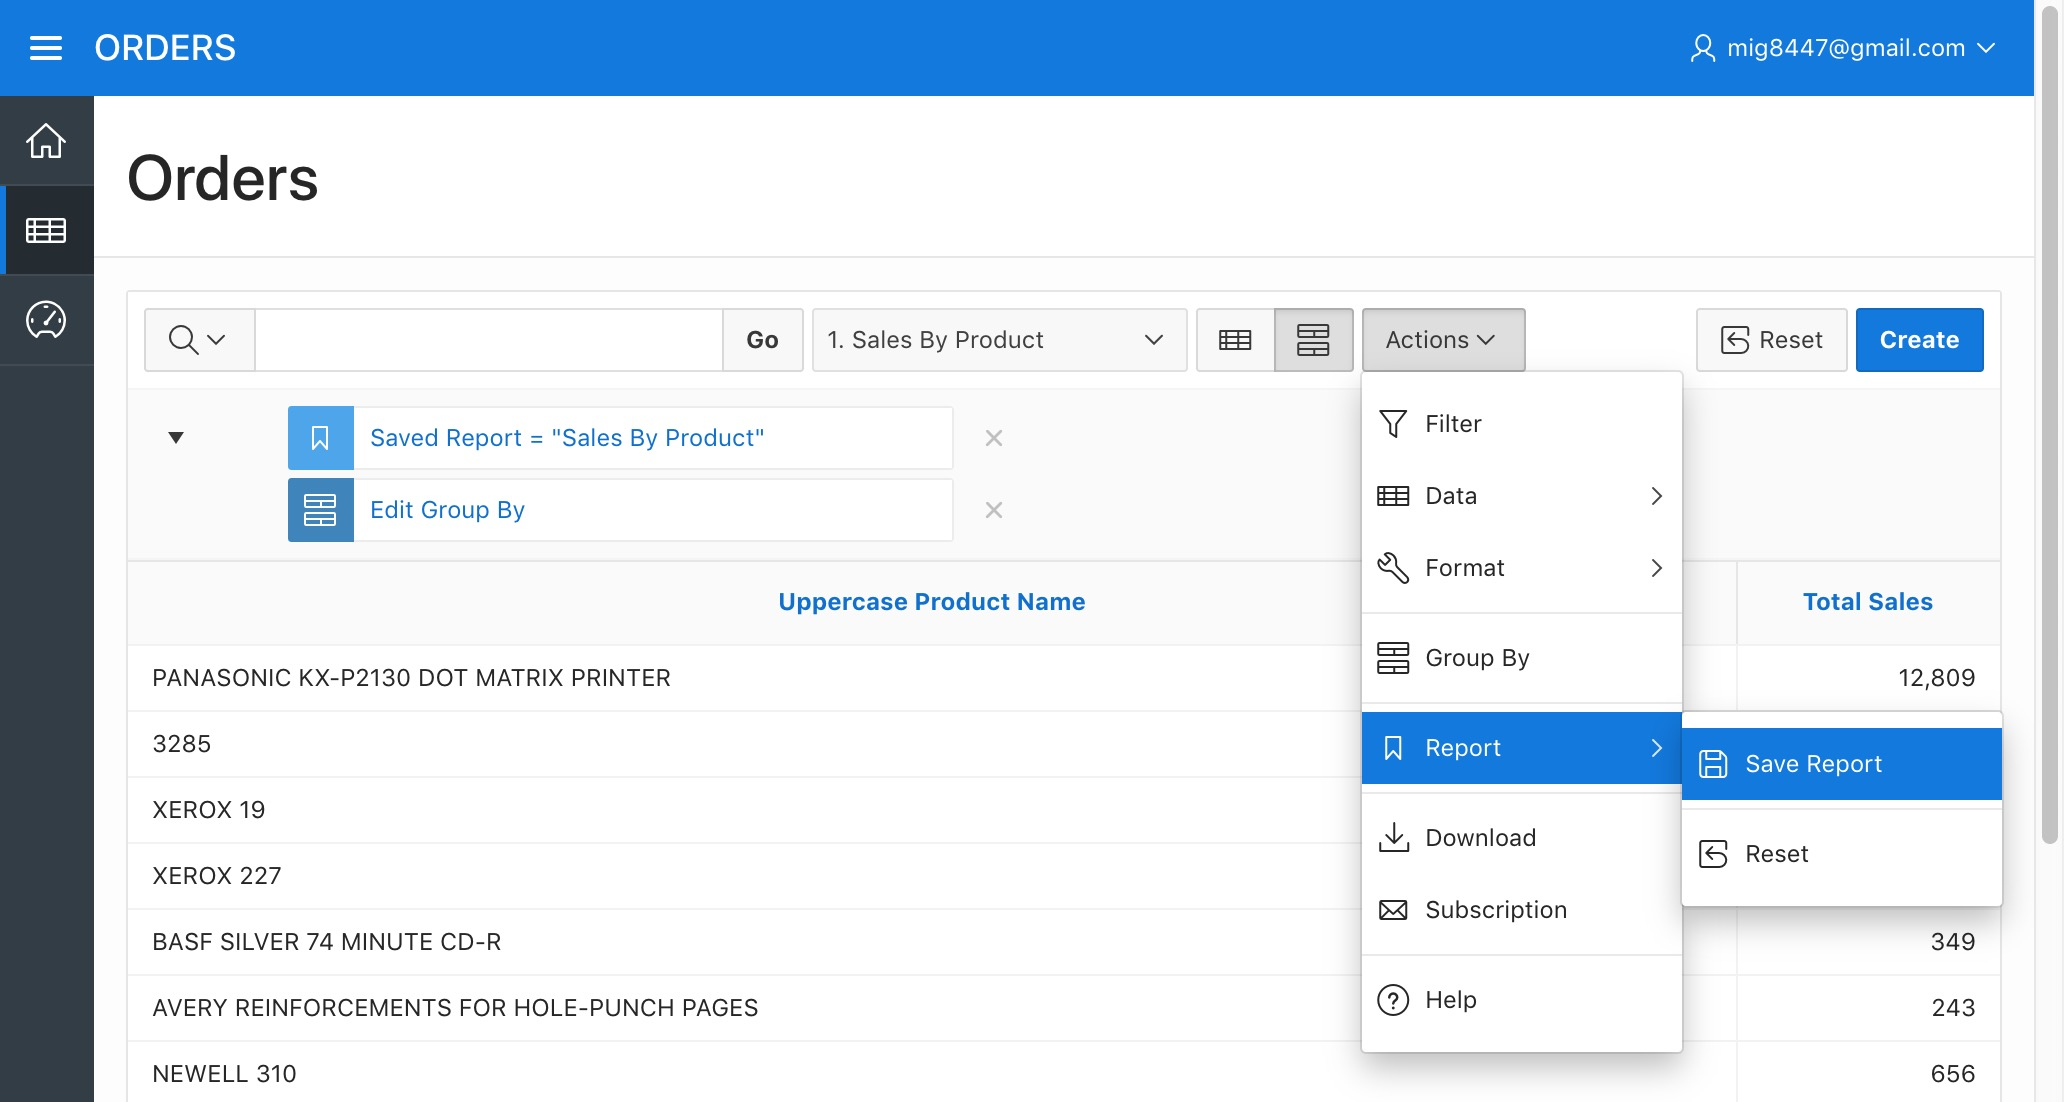 ORDERS
mig8447@gmail.com
Orders
Go
1. Sales By Product
Actions
Reset
Create
Saved Report = "Sales By Product"
Edit Group By
Filter
Data
Format
Group By
Report
Save Report
Reset
Download
Subscription
Help
Uppercase Product Name
Total Sales
PANASONIC KX-P2130 DOT MATRIX PRINTER
12,809
3285
XEROX 19
XEROX 227
BASF SILVER 74 MINUTE CD-R
349
AVERY REINFORCEMENTS FOR HOLE-PUNCH PAGES
243
NEWELL 310
656